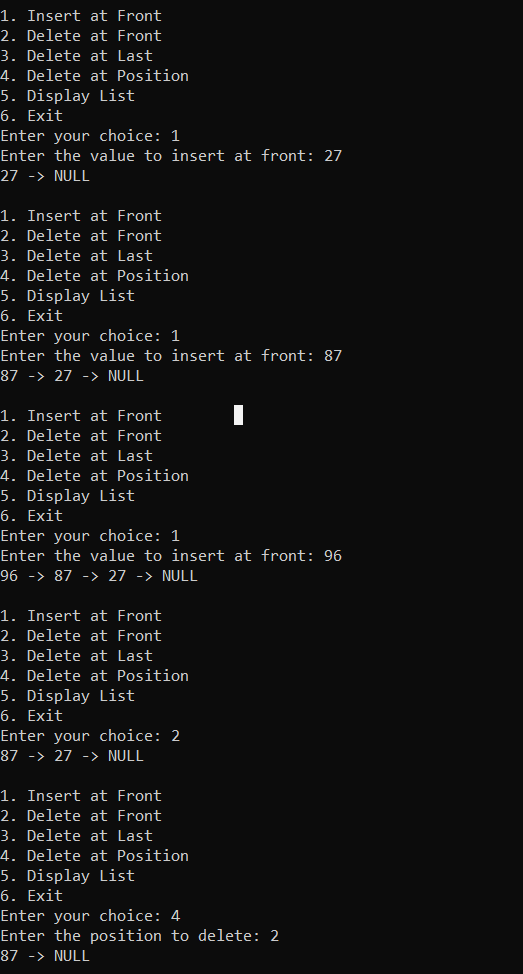 1. Insert at Front
2. Delete at Front
3. Delete at Last
4. Delete at Position
5. Display List
6. Exit
Enter your choice: 1
Enter the value to insert at front: 27
27 -> NULL
1. Insert at Front
2. Delete at Front
3. Delete at Last
4. Delete at Position
5. Display List
6. Exit
Enter your choice: 1
Enter the value to insert at front: 87
87 -> 27 -> NULL
1. Insert at Front
2. Delete at Front
3. Delete at Last
4. Delete at Position
5. Display List
6. Exit
Enter your choice: 1
Enter the value to insert at front: 96
96 -> 87 -> 27 -> NULL
1. Insert at Front
2. Delete at Front
3. Delete at Last
4. Delete at Position
5. Display List
6. Exit
Enter your choice: 2
87 -> 27 -> NULL
1. Insert at Front
2. Delete at Front
3. Delete at Last
4. Delete at Position
5. Display List
6. Exit
Enter your choice: 4
Enter the position to delete: 2
87 -> NULL